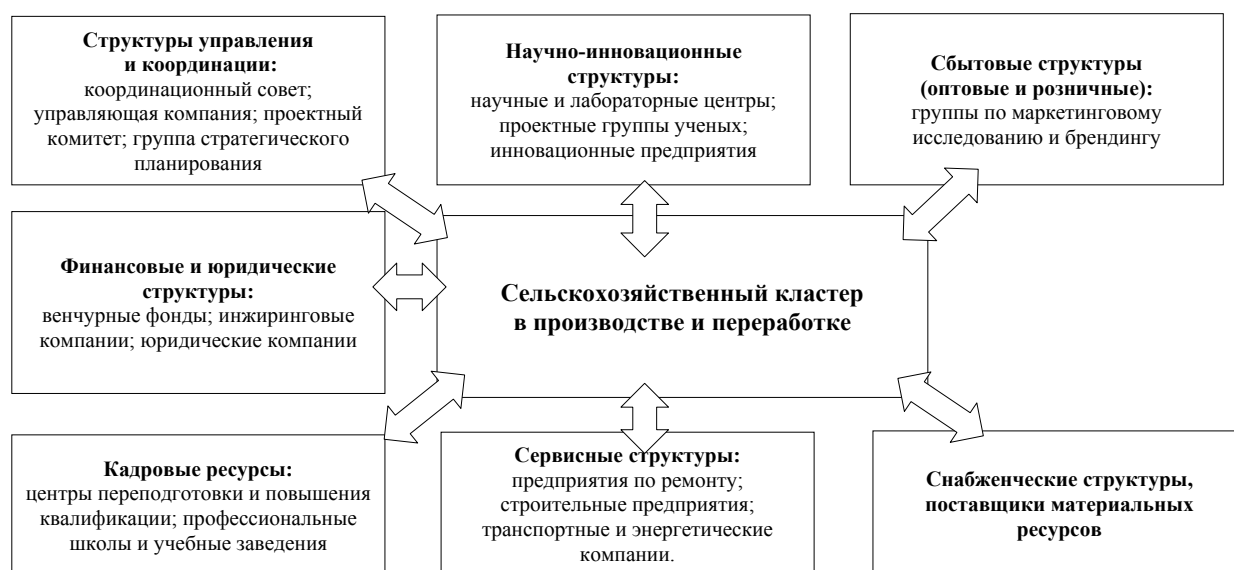 Структуры управления
и координации:
координационный совет;
управляющая компания; проектный
комитет; группа стратегического
планирования
Научно-инновационные
структуры:
научные и лабораторные центры;
проектные группы ученых;
инновационные предприятия
Сбытовые структуры
(оптовые и розничные):
группы по маркетинговому
исследованию и брендингу
Финансовые и юридические
структуры:
венчурные фонды; инжиринговые
компании; юридические компании
Сельскохозяйственный кластер
в производстве и переработке
Кадровые ресурсы:
центры переподготовки и повышения
квалификации; профессиональные
школы и учебные заведения
Сервисные структуры:
предприятия по ремонту;
строительные предприятия;
транспортные и энергетические
компании.
Снабженческие структуры,
поставщики материальных
ресурсов